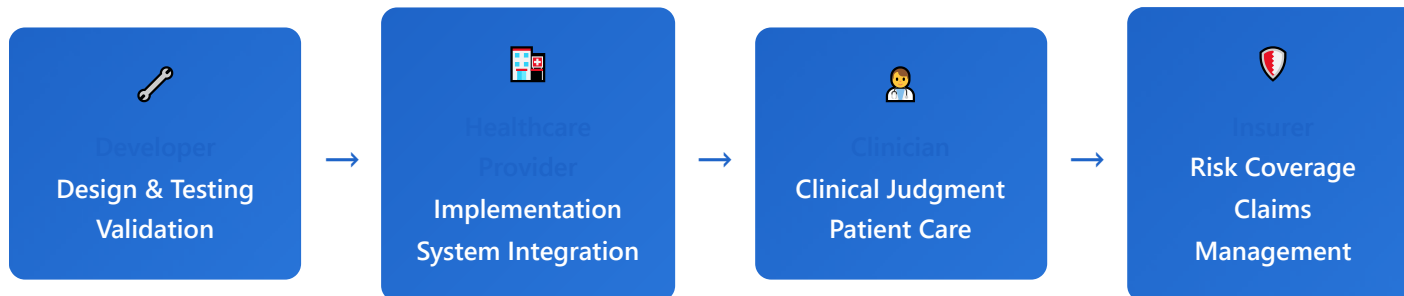 Developer
Design & Testing
Validation
→
Healthcare
Provider
Implementation
System Integration
→
Clinician
Clinical Judgment
Patient Care
→
Insurer
Risk Coverage
Claims
Management